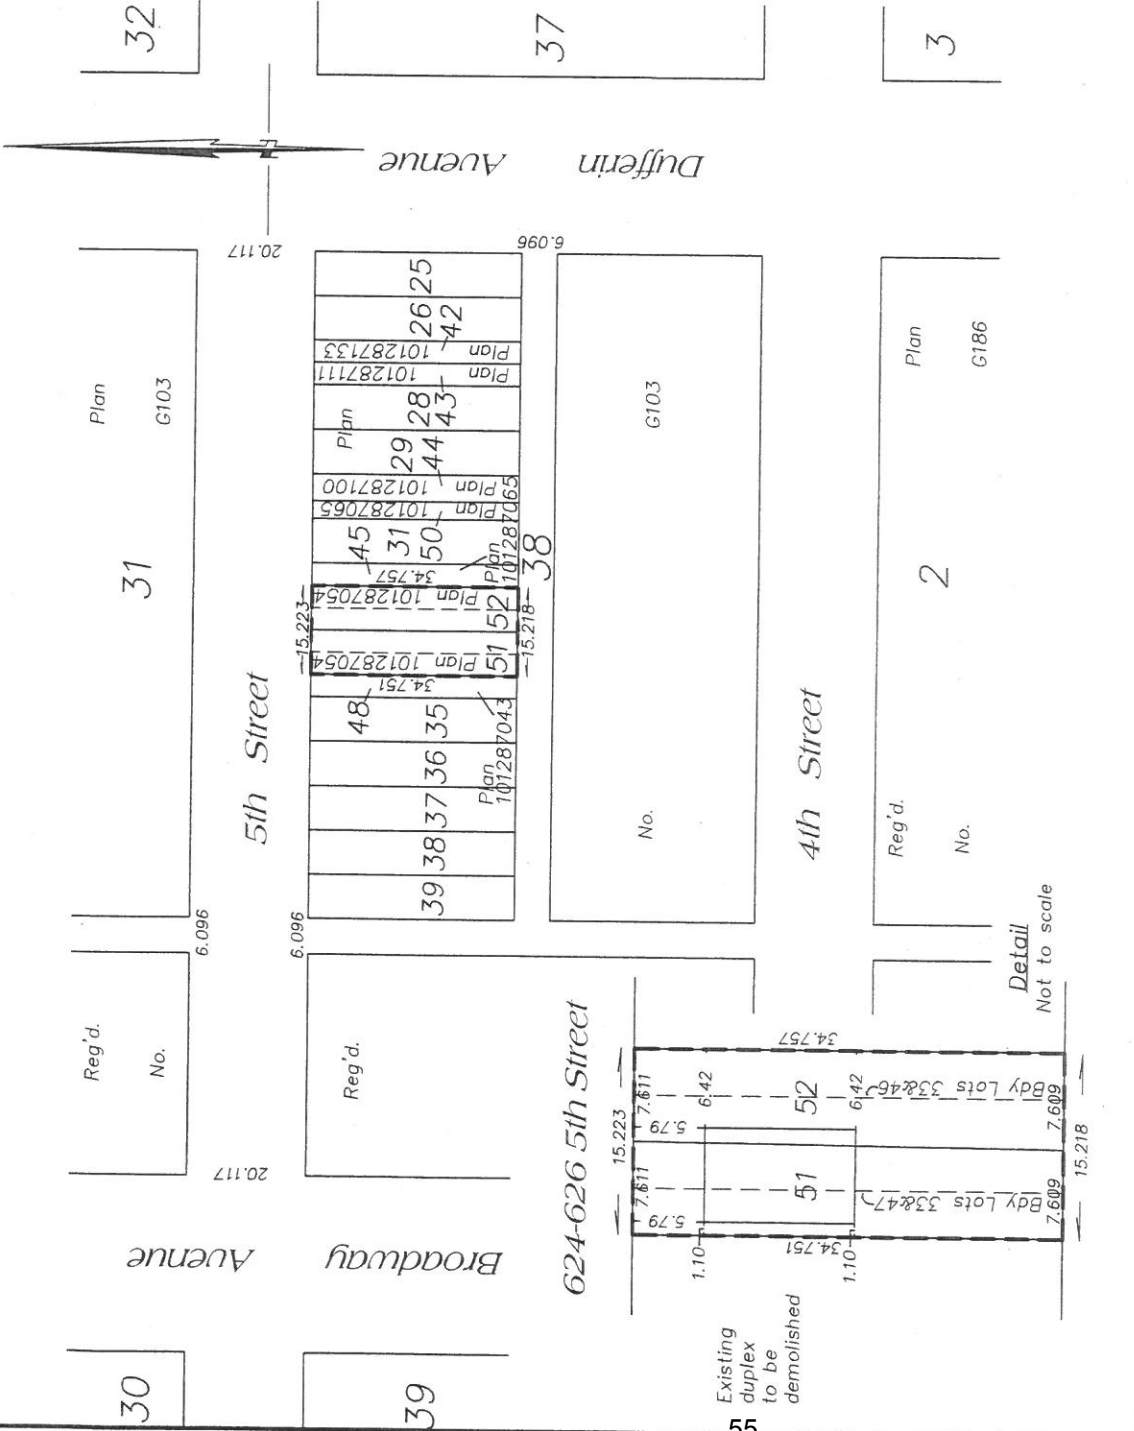 32
37
3
Dufferin Avenue
20.117
6.096
31
Plan
G103
Reg'd.
No.
25
26
42
Plan 101287133
Plan 101287111
28
43
Plan
29
44
Plan 101287100
Plan 101287065
Plan 101287065
45
31
50
34.757
38
15.223
Plan 101287054
52
15.218
Plan 101287054
51
34.751
48
35
Plan 101287043
36
37
38
39
5th Street
G103
No.
Reg'd.
4th Street
Plan
G186
2
Reg'd.
No.
6.096
6.096
20.117
Broadway Avenue
30
39
Detail
Not to scale
624-626 5th Street
15.223
7.611
7.611
34.757
6.42
6.42
52
Bdy Lots 33&46
5.79
5.79
51
Bdy Lots 33&47
7.609
7.609
15.218
34.751
1.10
1.10
Existing
duplex
to be
demolished
55